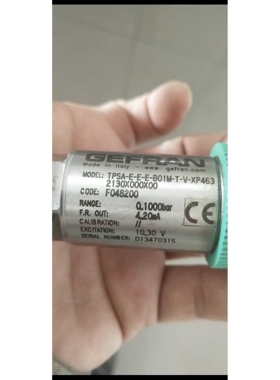 GEFRAN
Made in Italy - www.gefran.com
MODEL: TPSA-E-E-E-B01M-T-V-XP463
2130X000X00
CODE: F048200
RANGE: 0..1000bar
F.R. OUT: 4..20mA
CALIBRATION: //
EXCITATION: 10..30 V
SERIAL NUMBER: D13470315
CE